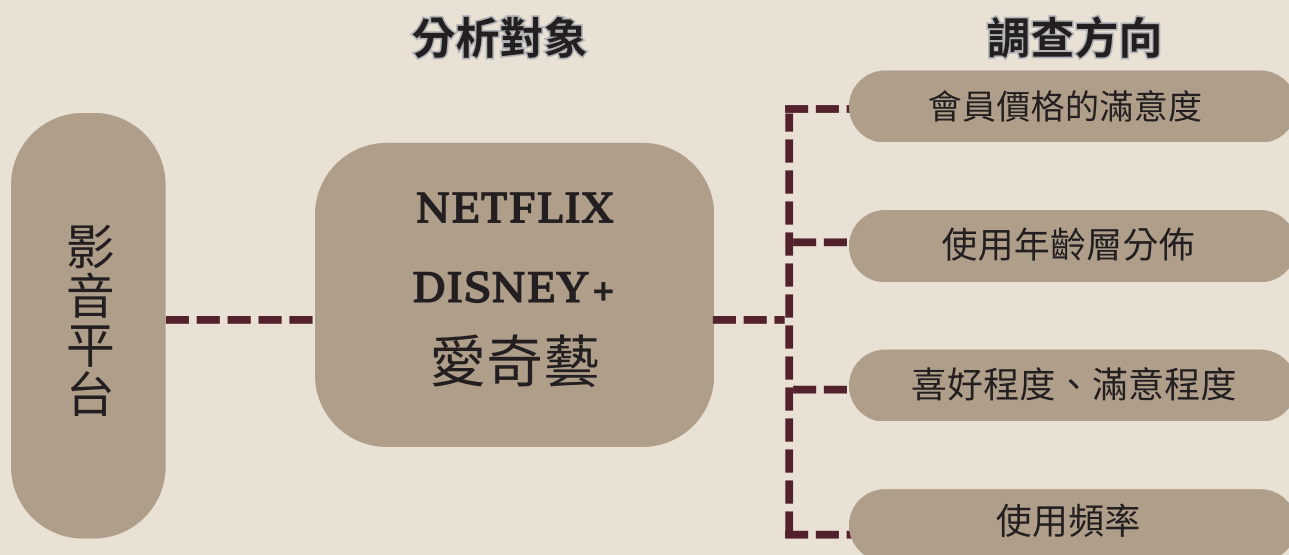 分析對象
調查方向
影音平台
NETFLIX
DISNEY+
愛奇藝
會員價格的滿意度
使用年齡層分佈
喜好程度、滿意程度
使用頻率